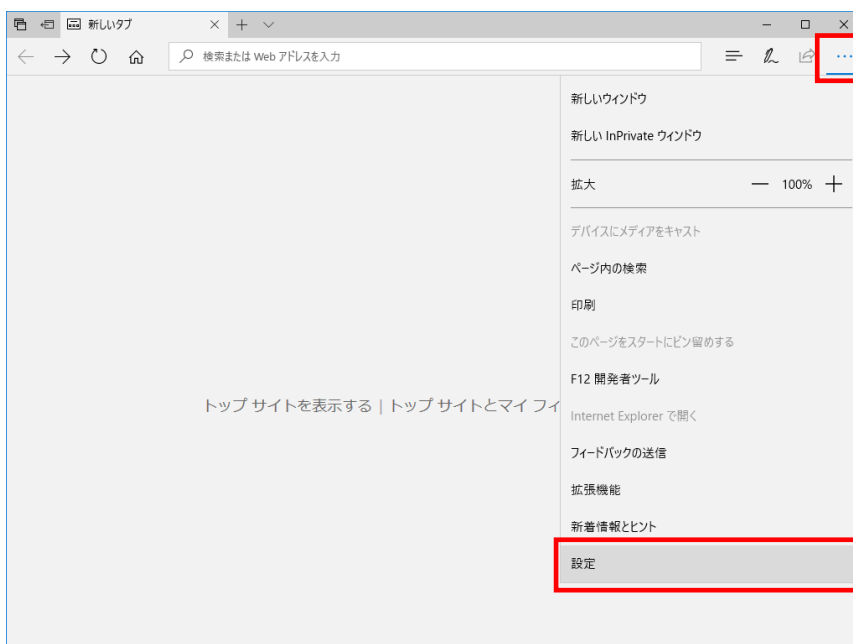 新しいタブ
検索または Web アドレスを入力
新しいウィンドウ
新しい InPrivate ウィンドウ
拡大
100%
デバイスにメディアをキャスト
ページ内の検索
印刷
このページをスタートにピン留めする
F12 開発者ツール
トップ サイトを表示する | トップ サイトとマイ フィ
Internet Explorer で開く
フィードバックの送信
拡張機能
新着情報とヒント
設定